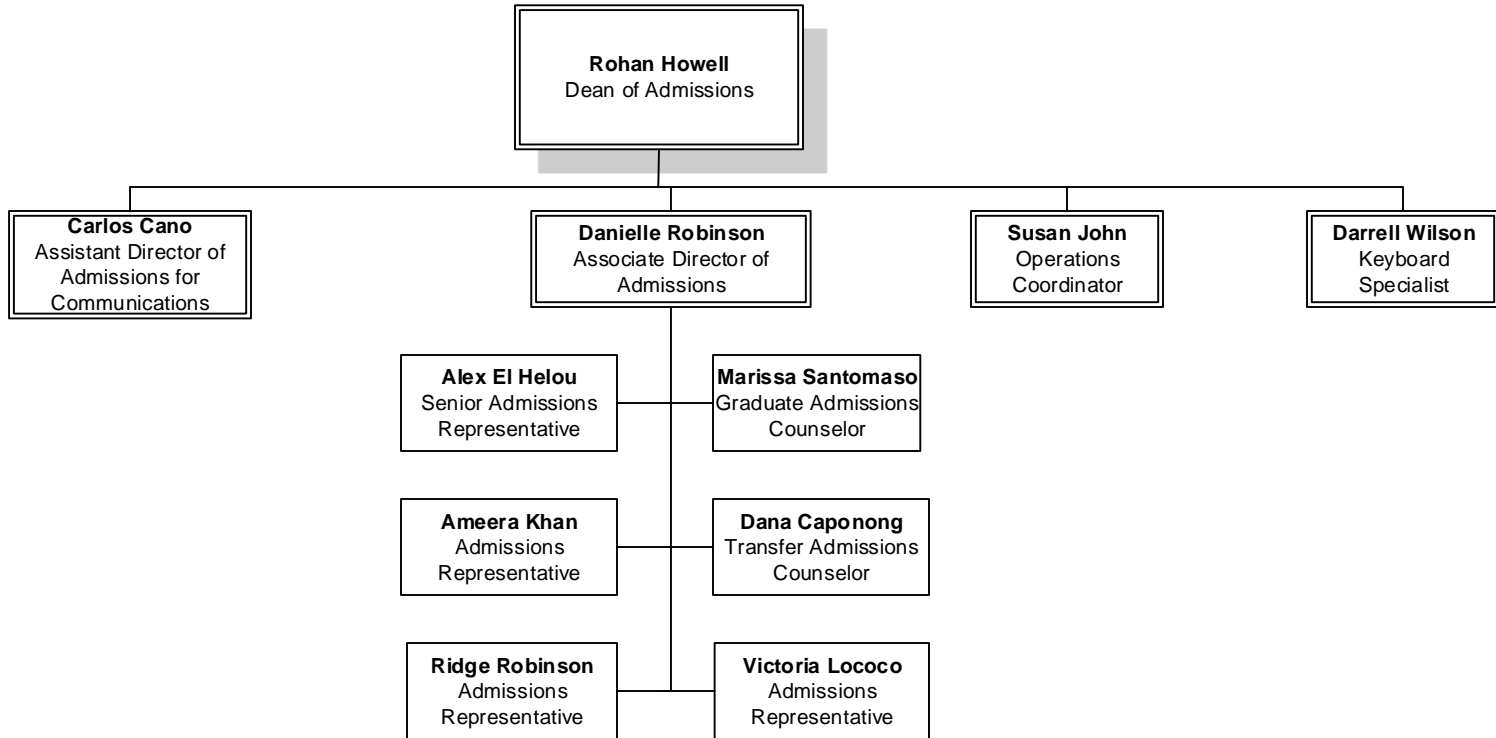 Rohan Howell
Dean of Admissions
Carlos Cano
Assistant Director of
Admissions for
Communications
Danielle Robinson
Associate Director of
Admissions
Susan John
Operations
Coordinator
Darrell Wilson
Keyboard
Specialist
Alex El Helou
Senior Admissions
Representative
Marissa Santomaso
Graduate Admissions
Counselor
Ameera Khan
Admissions
Representative
Dana Caponong
Transfer Admissions
Counselor
Ridge Robinson
Admissions
Representative
Victoria Lococo
Admissions
Representative